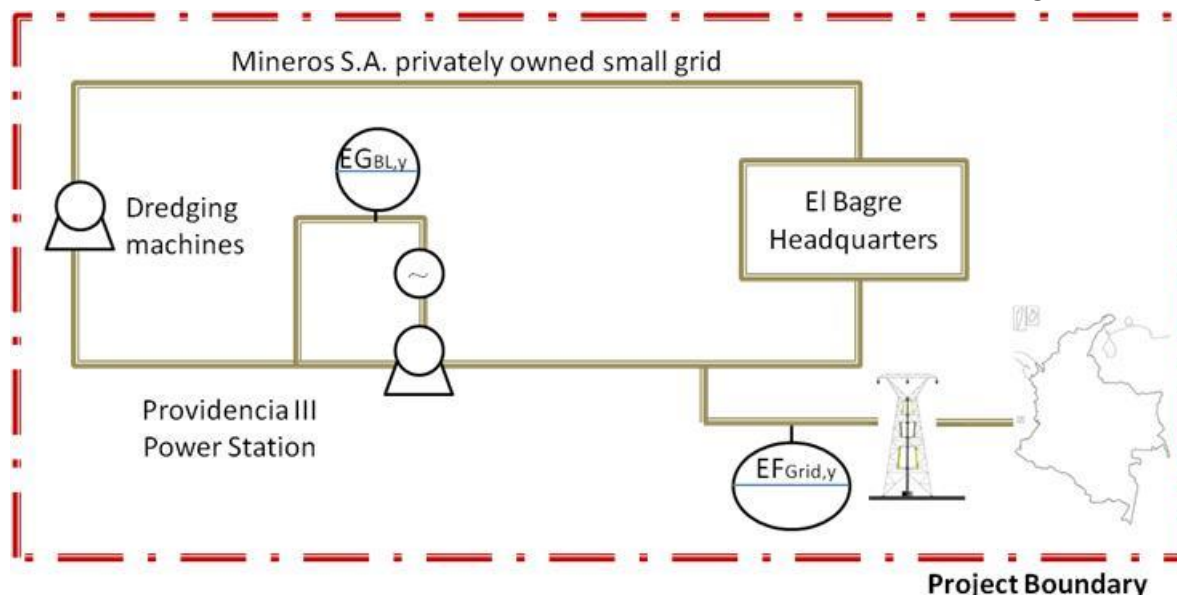 Mineros S.A. privately owned small grid
EGBL,y
Dredging
machines
~
El Bagre
Headquarters
Providencia III
Power Station
EFGrid,y
Project Boundary